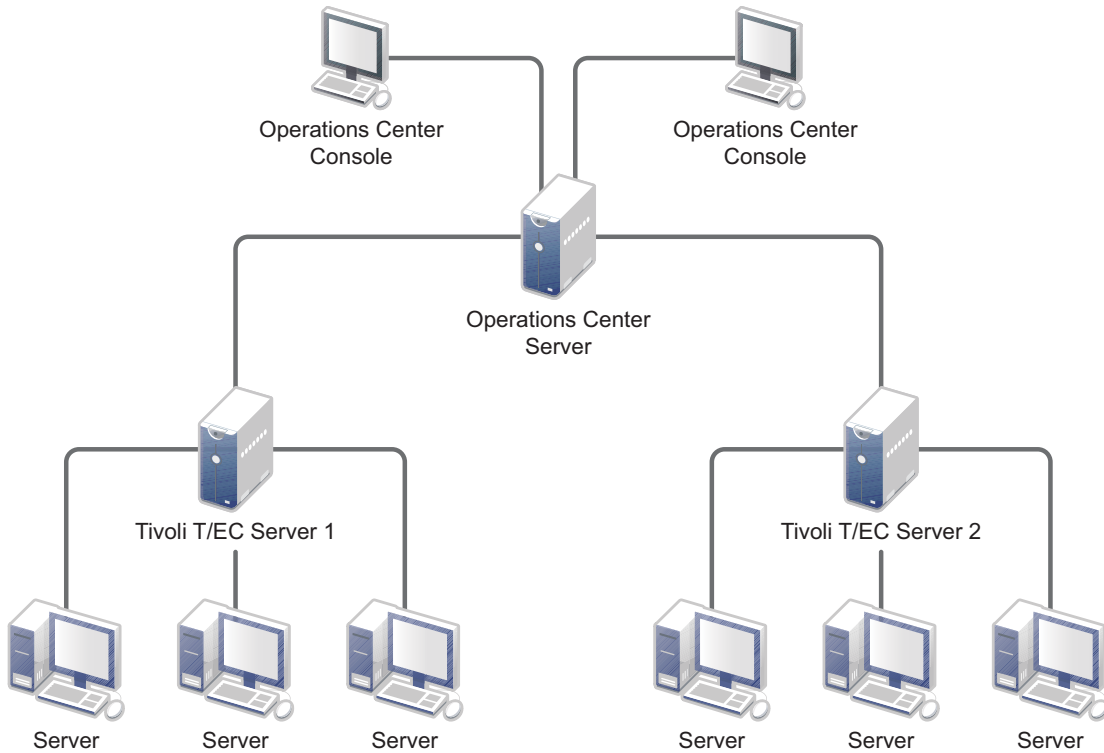 Operations Center
Console
Operations Center
Console
Operations Center
Server
Tivoli T/EC Server 1
Tivoli T/EC Server 2
Server
Server
Server
Server
Server
Server